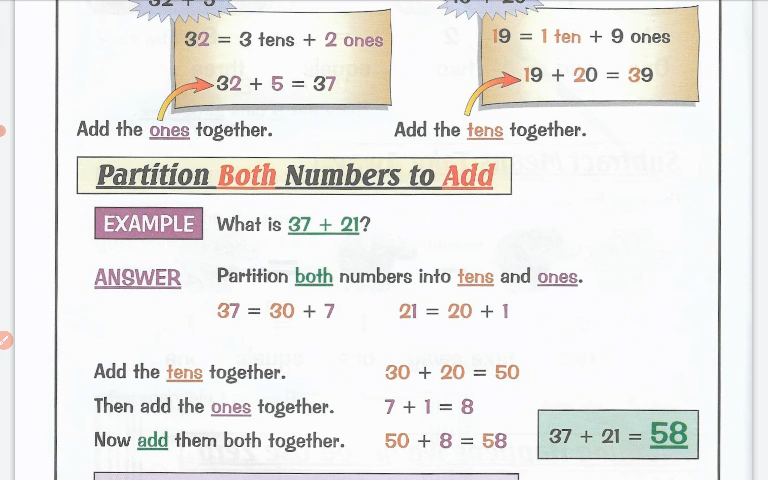 32 = 3 tens + 2 ones
32 + 5 = 37
Add the ones together.
19 = 1 ten + 9 ones
19 + 20 = 39
Add the tens together.
Partition Both Numbers to Add
EXAMPLE What is 37 + 21?
ANSWER Partition both numbers into tens and ones.
37 = 30 + 7 21 = 20 + 1
Add the tens together. 30 + 20 = 50
Then add the ones together. 7 + 1 = 8
Now add them both together. 50 + 8 = 58
37 + 21 = 58